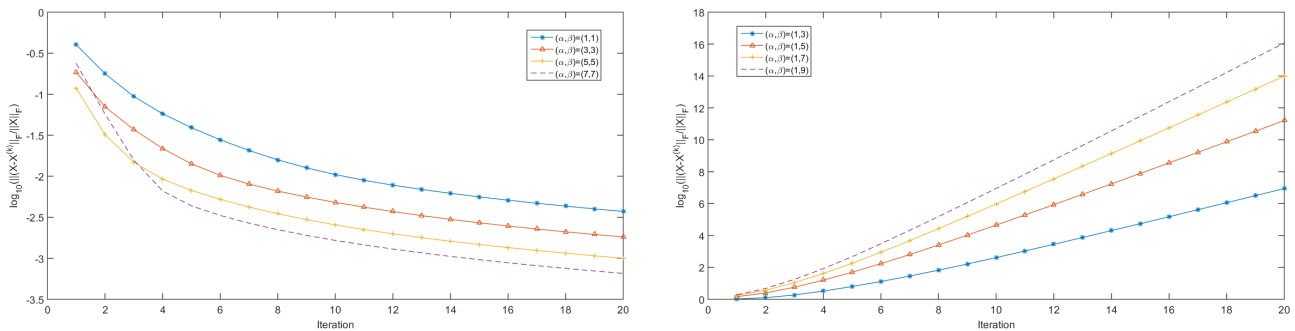 0
-0.5
-1
-1.5
-2
-2.5
-3
-3.5
0 2 4 6 8 10 12 14 16 18 20
Iteration
log10(||(X-X(k)||F/||X||F)
(α,β)=(1,1)
(α,β)=(3,3)
(α,β)=(5,5)
(α,β)=(7,7)
18
16
14
12
10
8
6
4
2
0
0 2 4 6 8 10 12 14 16 18 20
Iteration
log10(||(X-X(k)||F/||X||F)
(α,β)=(1,3)
(α,β)=(1,5)
(α,β)=(1,7)
(α,β)=(1,9)